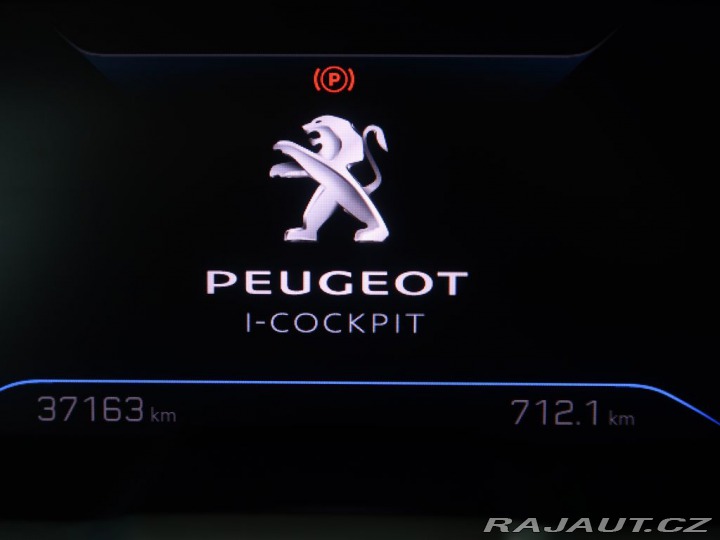 (P)
PEUGEOT
I-COCKPIT
37163 km
712.1 km
RAJAUT.CZ